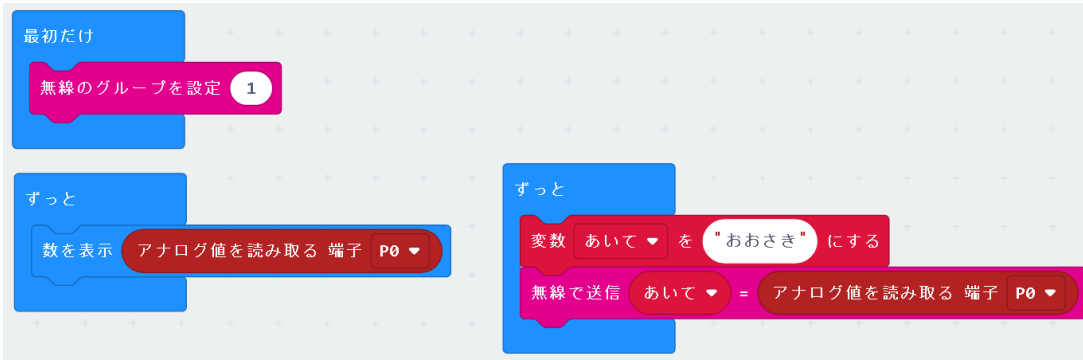 最初だけ
無線のグループを設定 1
ずっと
数を表示 アナログ値を読み取る 端子 P0
ずっと
変数 あいて を "おおさき" にする
無線で送信 あいて = アナログ値を読み取る 端子 P0